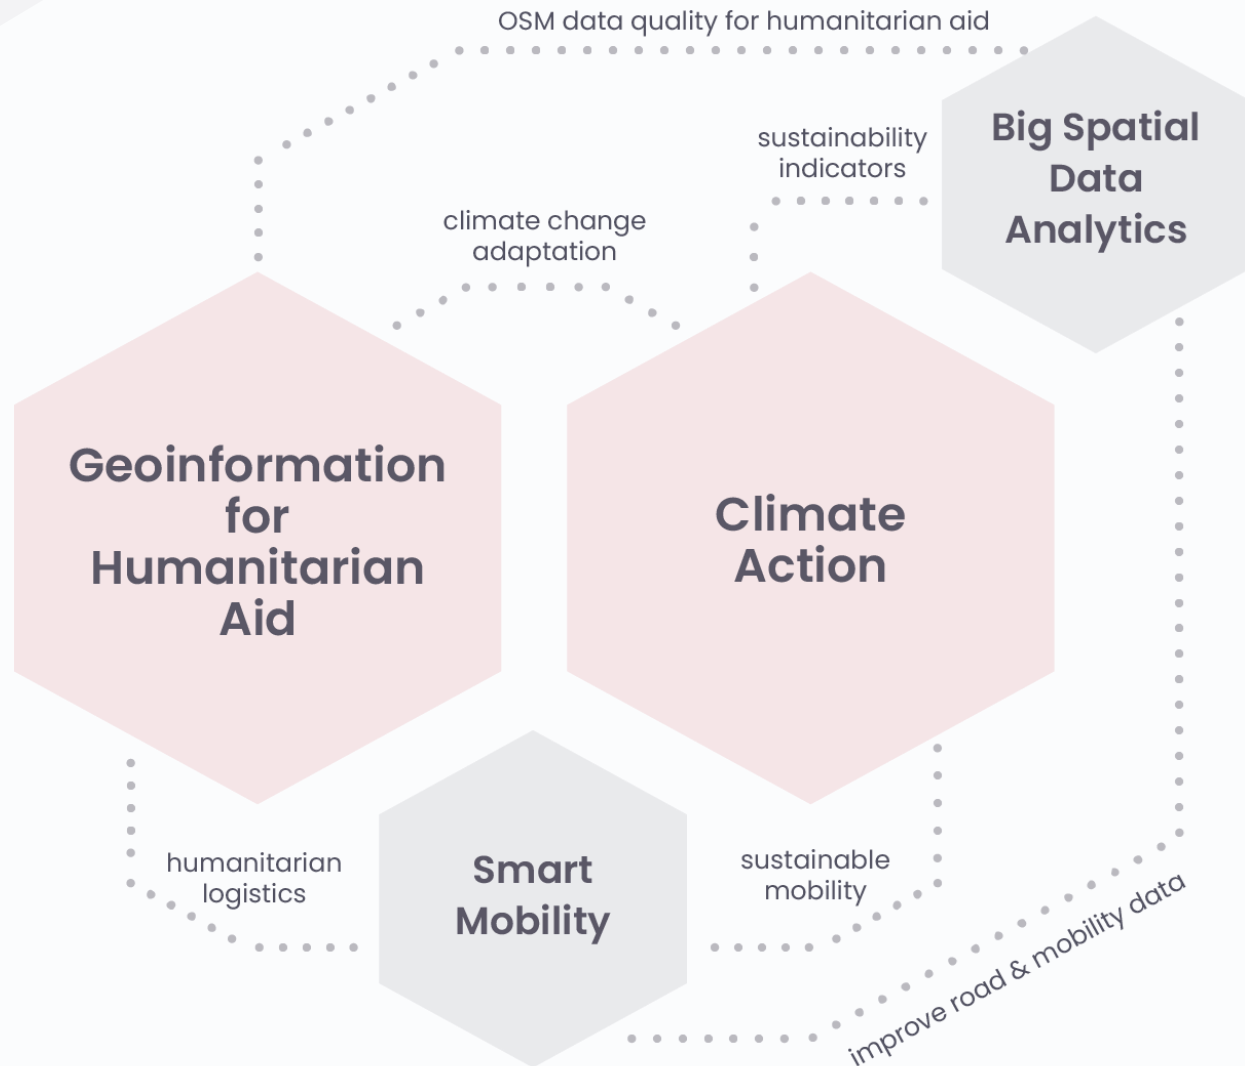 OSM data quality for humanitarian aid
Big Spatial
Data
Analytics
sustainability
indicators
climate change
adaptation
Geoinformation
for
Humanitarian
Aid
Climate
Action
humanitarian
logistics
Smart
Mobility
sustainable
mobility
improve road & mobility data